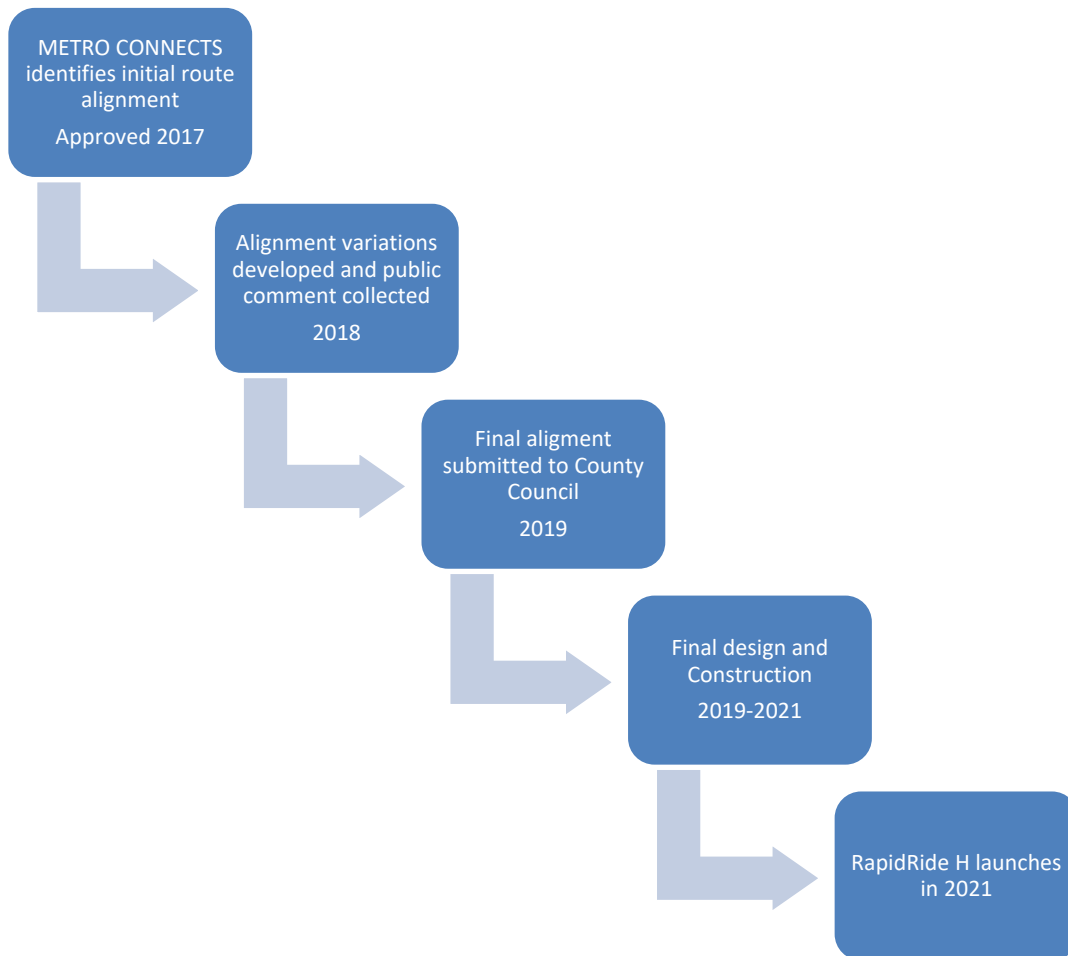 METRO CONNECTS
identifies initial route
alignment
Approved 2017
Alignment variations
developed and public
comment collected
2018
Final aligment
submitted to County
Council
2019
Final design and
Construction
2019-2021
RapidRide H launches
in 2021